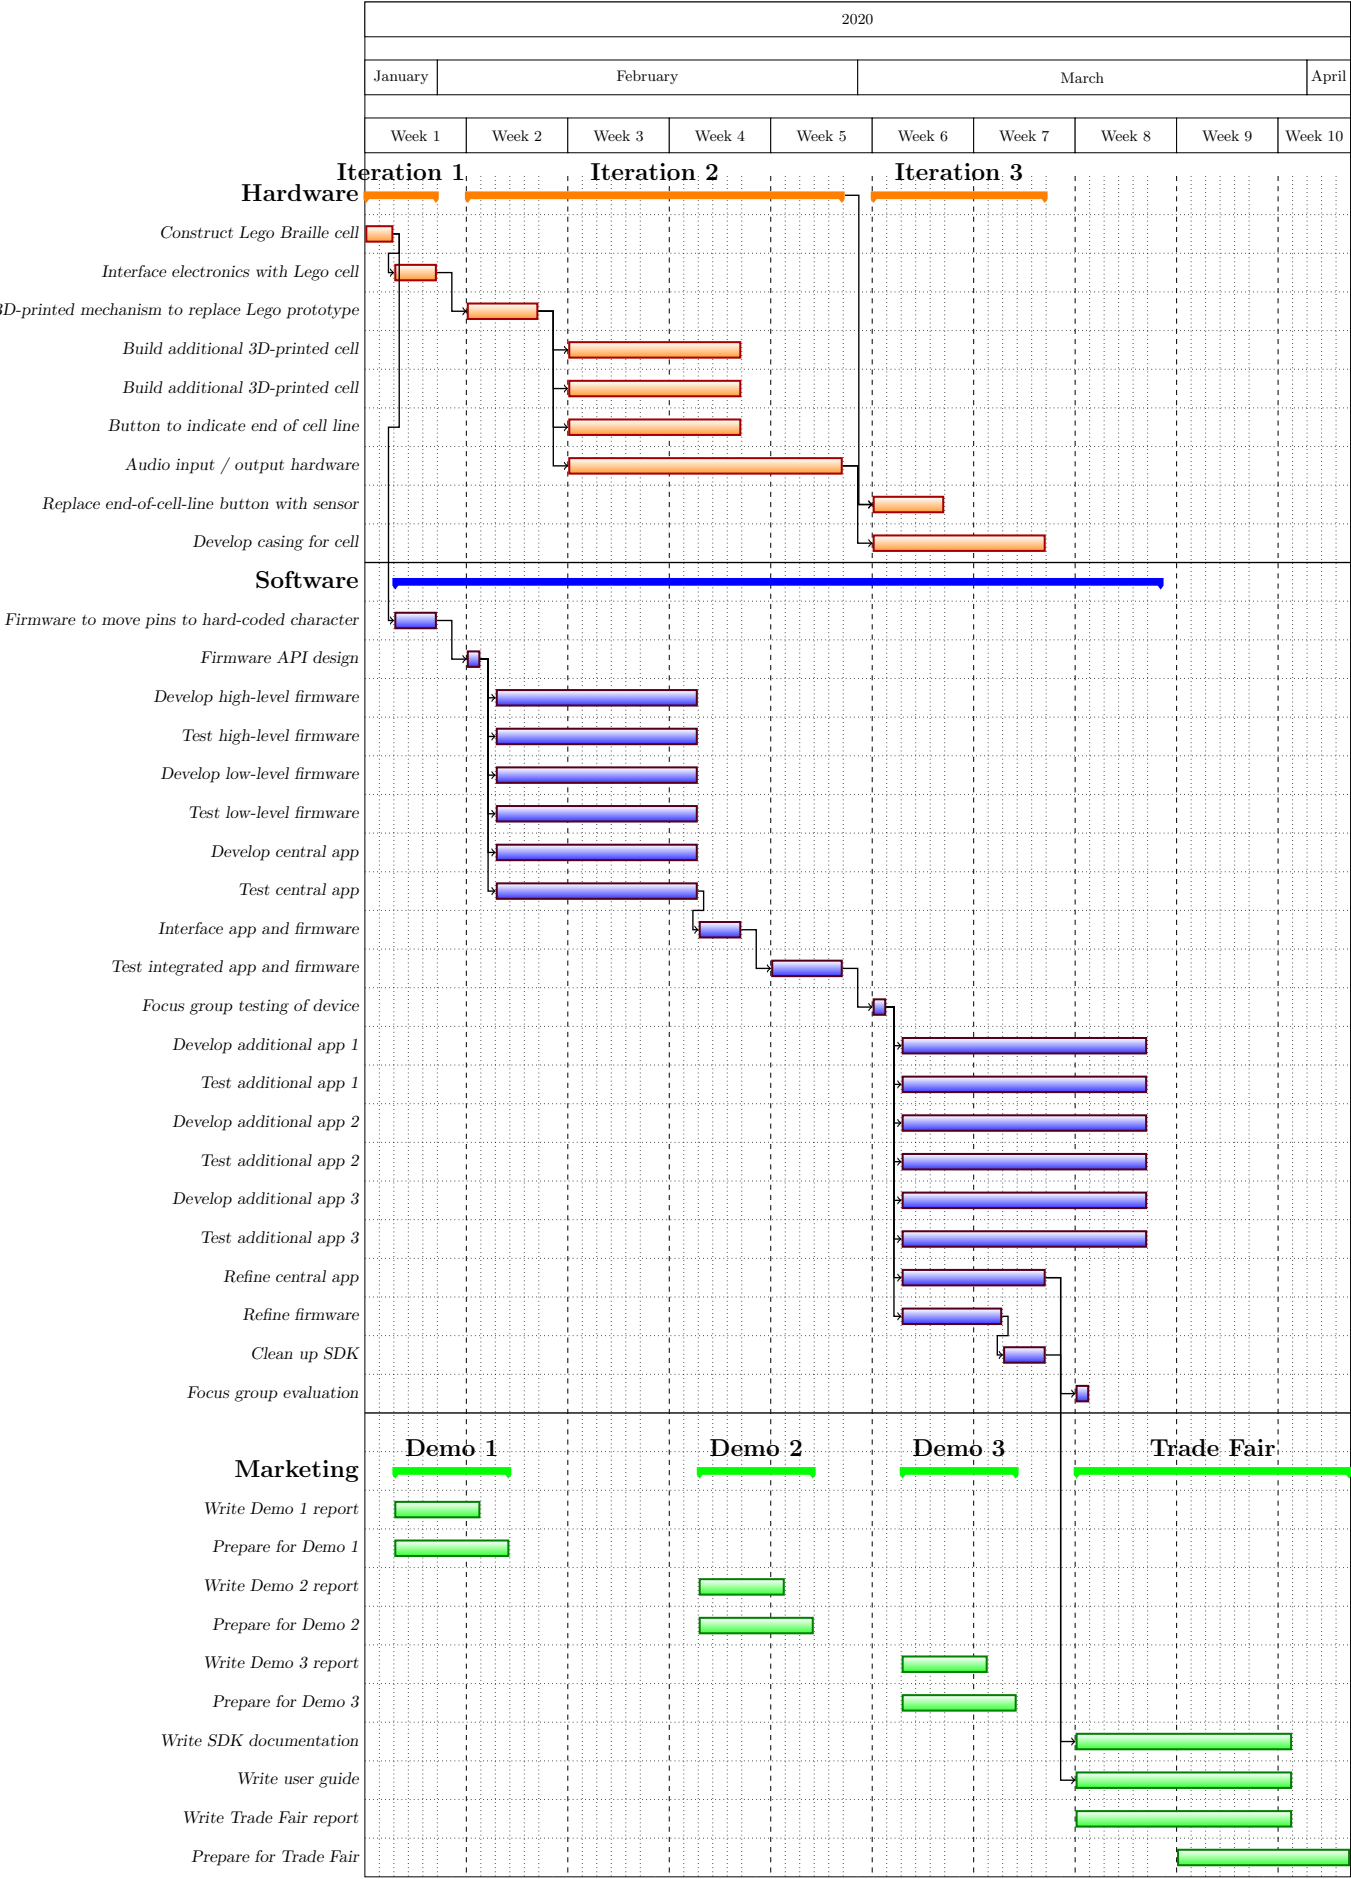 2020
January February March April
Week 1 Week 2 Week 3 Week 4 Week 5 Week 6 Week 7 Week 8 Week 9 Week 10
Iteration 1 Iteration 2 Iteration 3
Hardware
Construct Lego Braille cell
Interface electronics with Lego cell
3D-printed mechanism to replace Lego prototype
Build additional 3D-printed cell
Build additional 3D-printed cell
Button to indicate end of cell line
Audio input / output hardware
Replace end-of-cell-line button with sensor
Develop casing for cell
Software
Firmware to move pins to hard-coded character
Firmware API design
Develop high-level firmware
Test high-level firmware
Develop low-level firmware
Test low-level firmware
Develop central app
Test central app
Interface app and firmware
Test integrated app and firmware
Focus group testing of device
Develop additional app 1
Test additional app 1
Develop additional app 2
Test additional app 2
Develop additional app 3
Test additional app 3
Refine central app
Refine firmware
Clean up SDK
Focus group evaluation
Demo 1 Demo 2 Demo 3 Trade Fair
Marketing
Write Demo 1 report
Prepare for Demo 1
Write Demo 2 report
Prepare for Demo 2
Write Demo 3 report
Prepare for Demo 3
Write SDK documentation
Write user guide
Write Trade Fair report
Prepare for Trade Fair